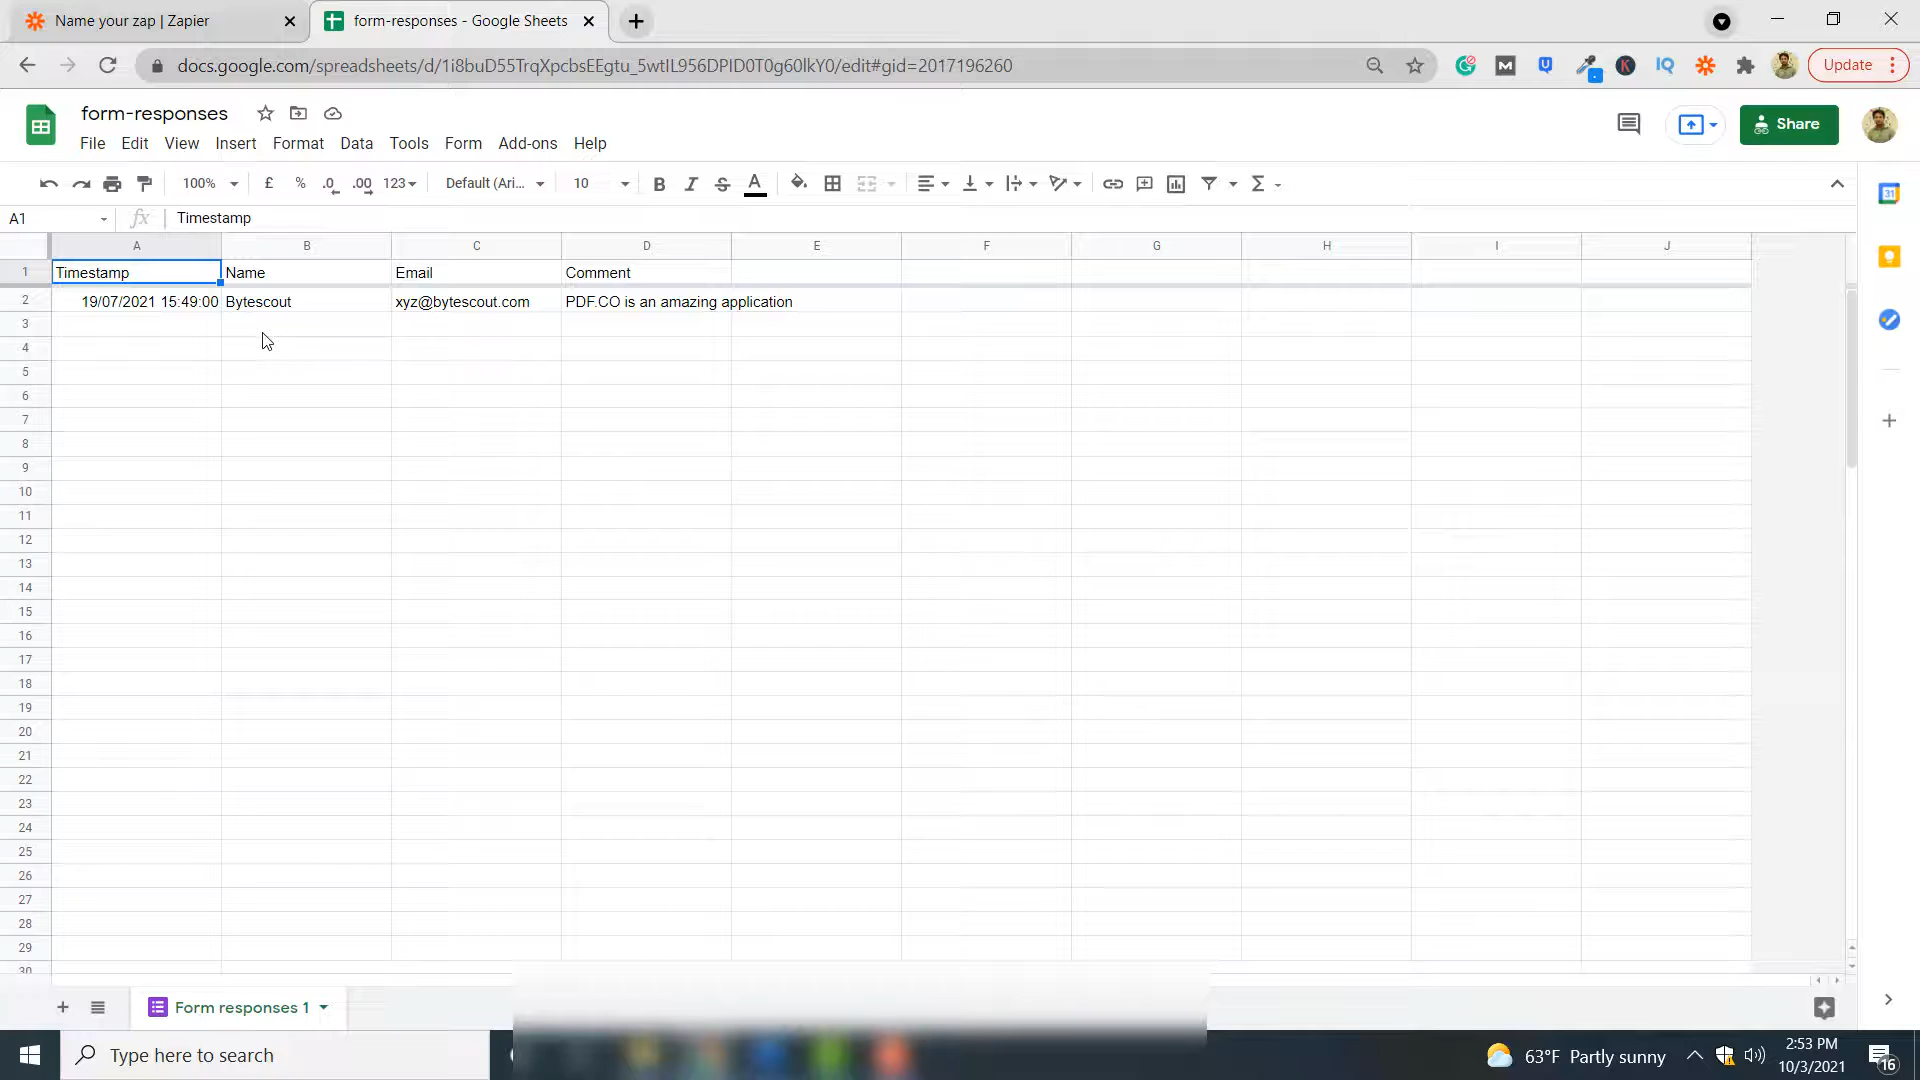 Name your zap | Zapier
form-responses - Google Sheets
docs.google.com/spreadsheets/d/1i8buD55TrqXpcbsEEgtu_5wtIL956DPID0T0g60lkY0/edit#gid=2017196260
Update
form-responses
File Edit View Insert Format Data Tools Form Add-ons Help
Share
100% £ % .0 .00 123 Default (Ari... 10 B I S A
A1 fx Timestamp
A B C D E F G H I J
1 Timestamp Name Email Comment
2 19/07/2021 15:49:00 Bytescout xyz@bytescout.com PDF.CO is an amazing application
3
4
5
6
7
8
9
10
11
12
13
14
15
16
17
18
19
20
21
22
23
24
25
26
27
28
29
30
Form responses 1
Type here to search
63°F Partly sunny
2:53 PM
10/3/2021
16